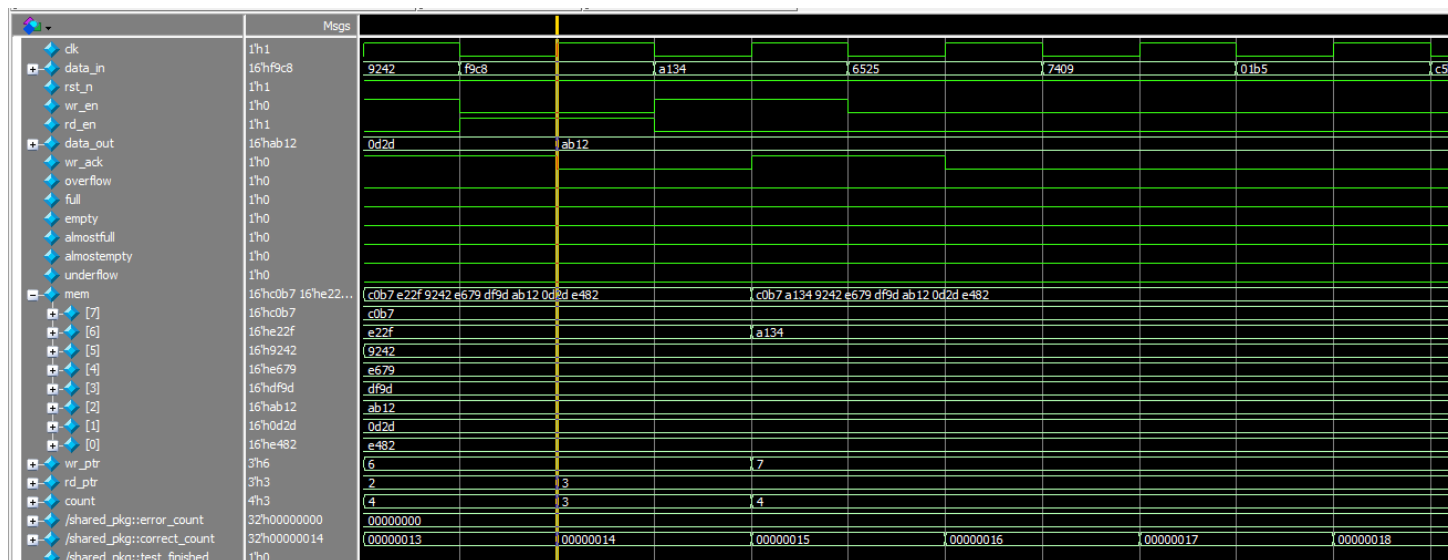 Msgs
clk 1'h1
data_in 16'hf9c8 9242 f9c8 a134 6525 7409 01b5 c5
rst_n 1'h1
wr_en 1'h0
rd_en 1'h1
data_out 16'hab12 0d2d ab12
wr_ack 1'h0
overflow 1'h0
full 1'h0
empty 1'h0
almostfull 1'h0
almostempty 1'h0
underflow 1'h0
mem 16'hc0b7 16'he22... c0b7 e22f 9242 e679 df9d ab12 0d2d e482 c0b7 a134 9242 e679 df9d ab12 0d2d e482
[7] 16'hc0b7 c0b7
[6] 16'he22f e22f a134
[5] 16'h9242 9242
[4] 16'he679 e679
[3] 16'hdf9d df9d
[2] 16'hab12 ab12
[1] 16'h0d2d 0d2d
[0] 16'he482 e482
wr_ptr 3'h6 6 7
rd_ptr 3'h3 2 3
count 4'h3 4 3 4
/shared_pkg::error_count 32'h00000000 00000000
/shared_pkg::correct_count 32'h00000014 00000013 00000014 00000015 00000016 00000017 00000018
/shared_pkg::test_finished 1'h0